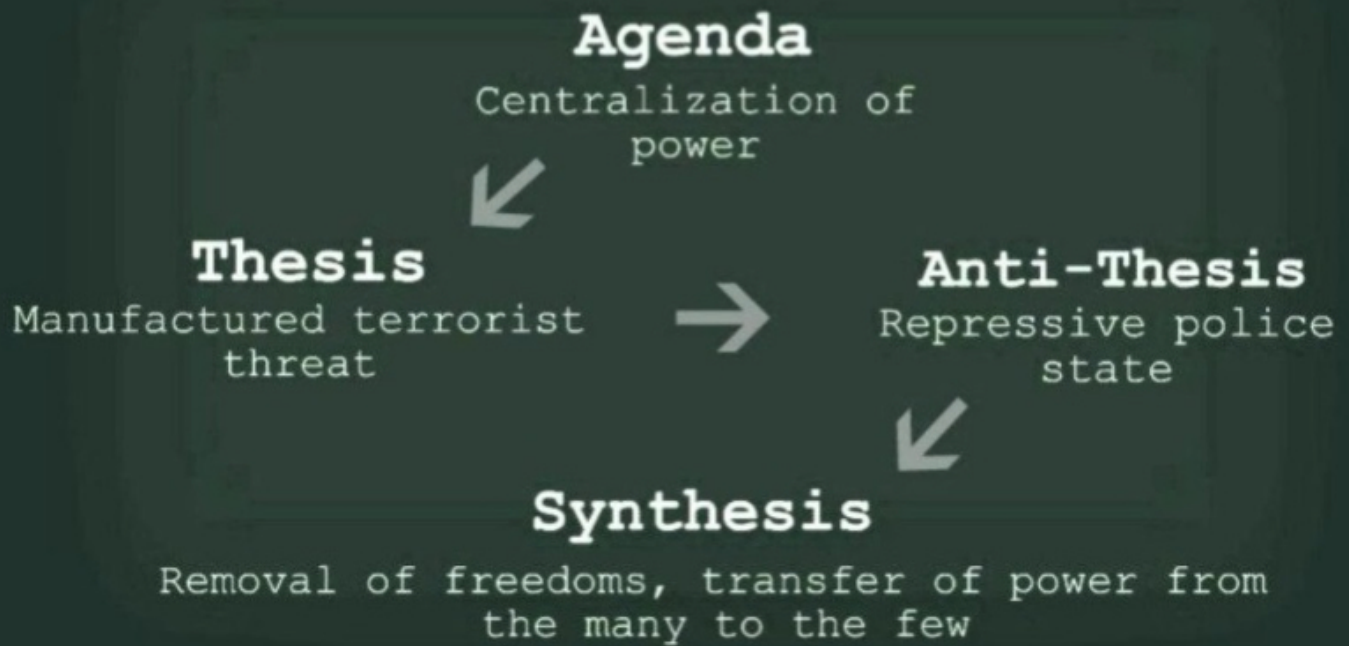 Agenda
Centralization of
power
Thesis
Manufactured terrorist
threat
Anti-Thesis
Repressive police
state
Synthesis
Removal of freedoms, transfer of power from
the many to the few